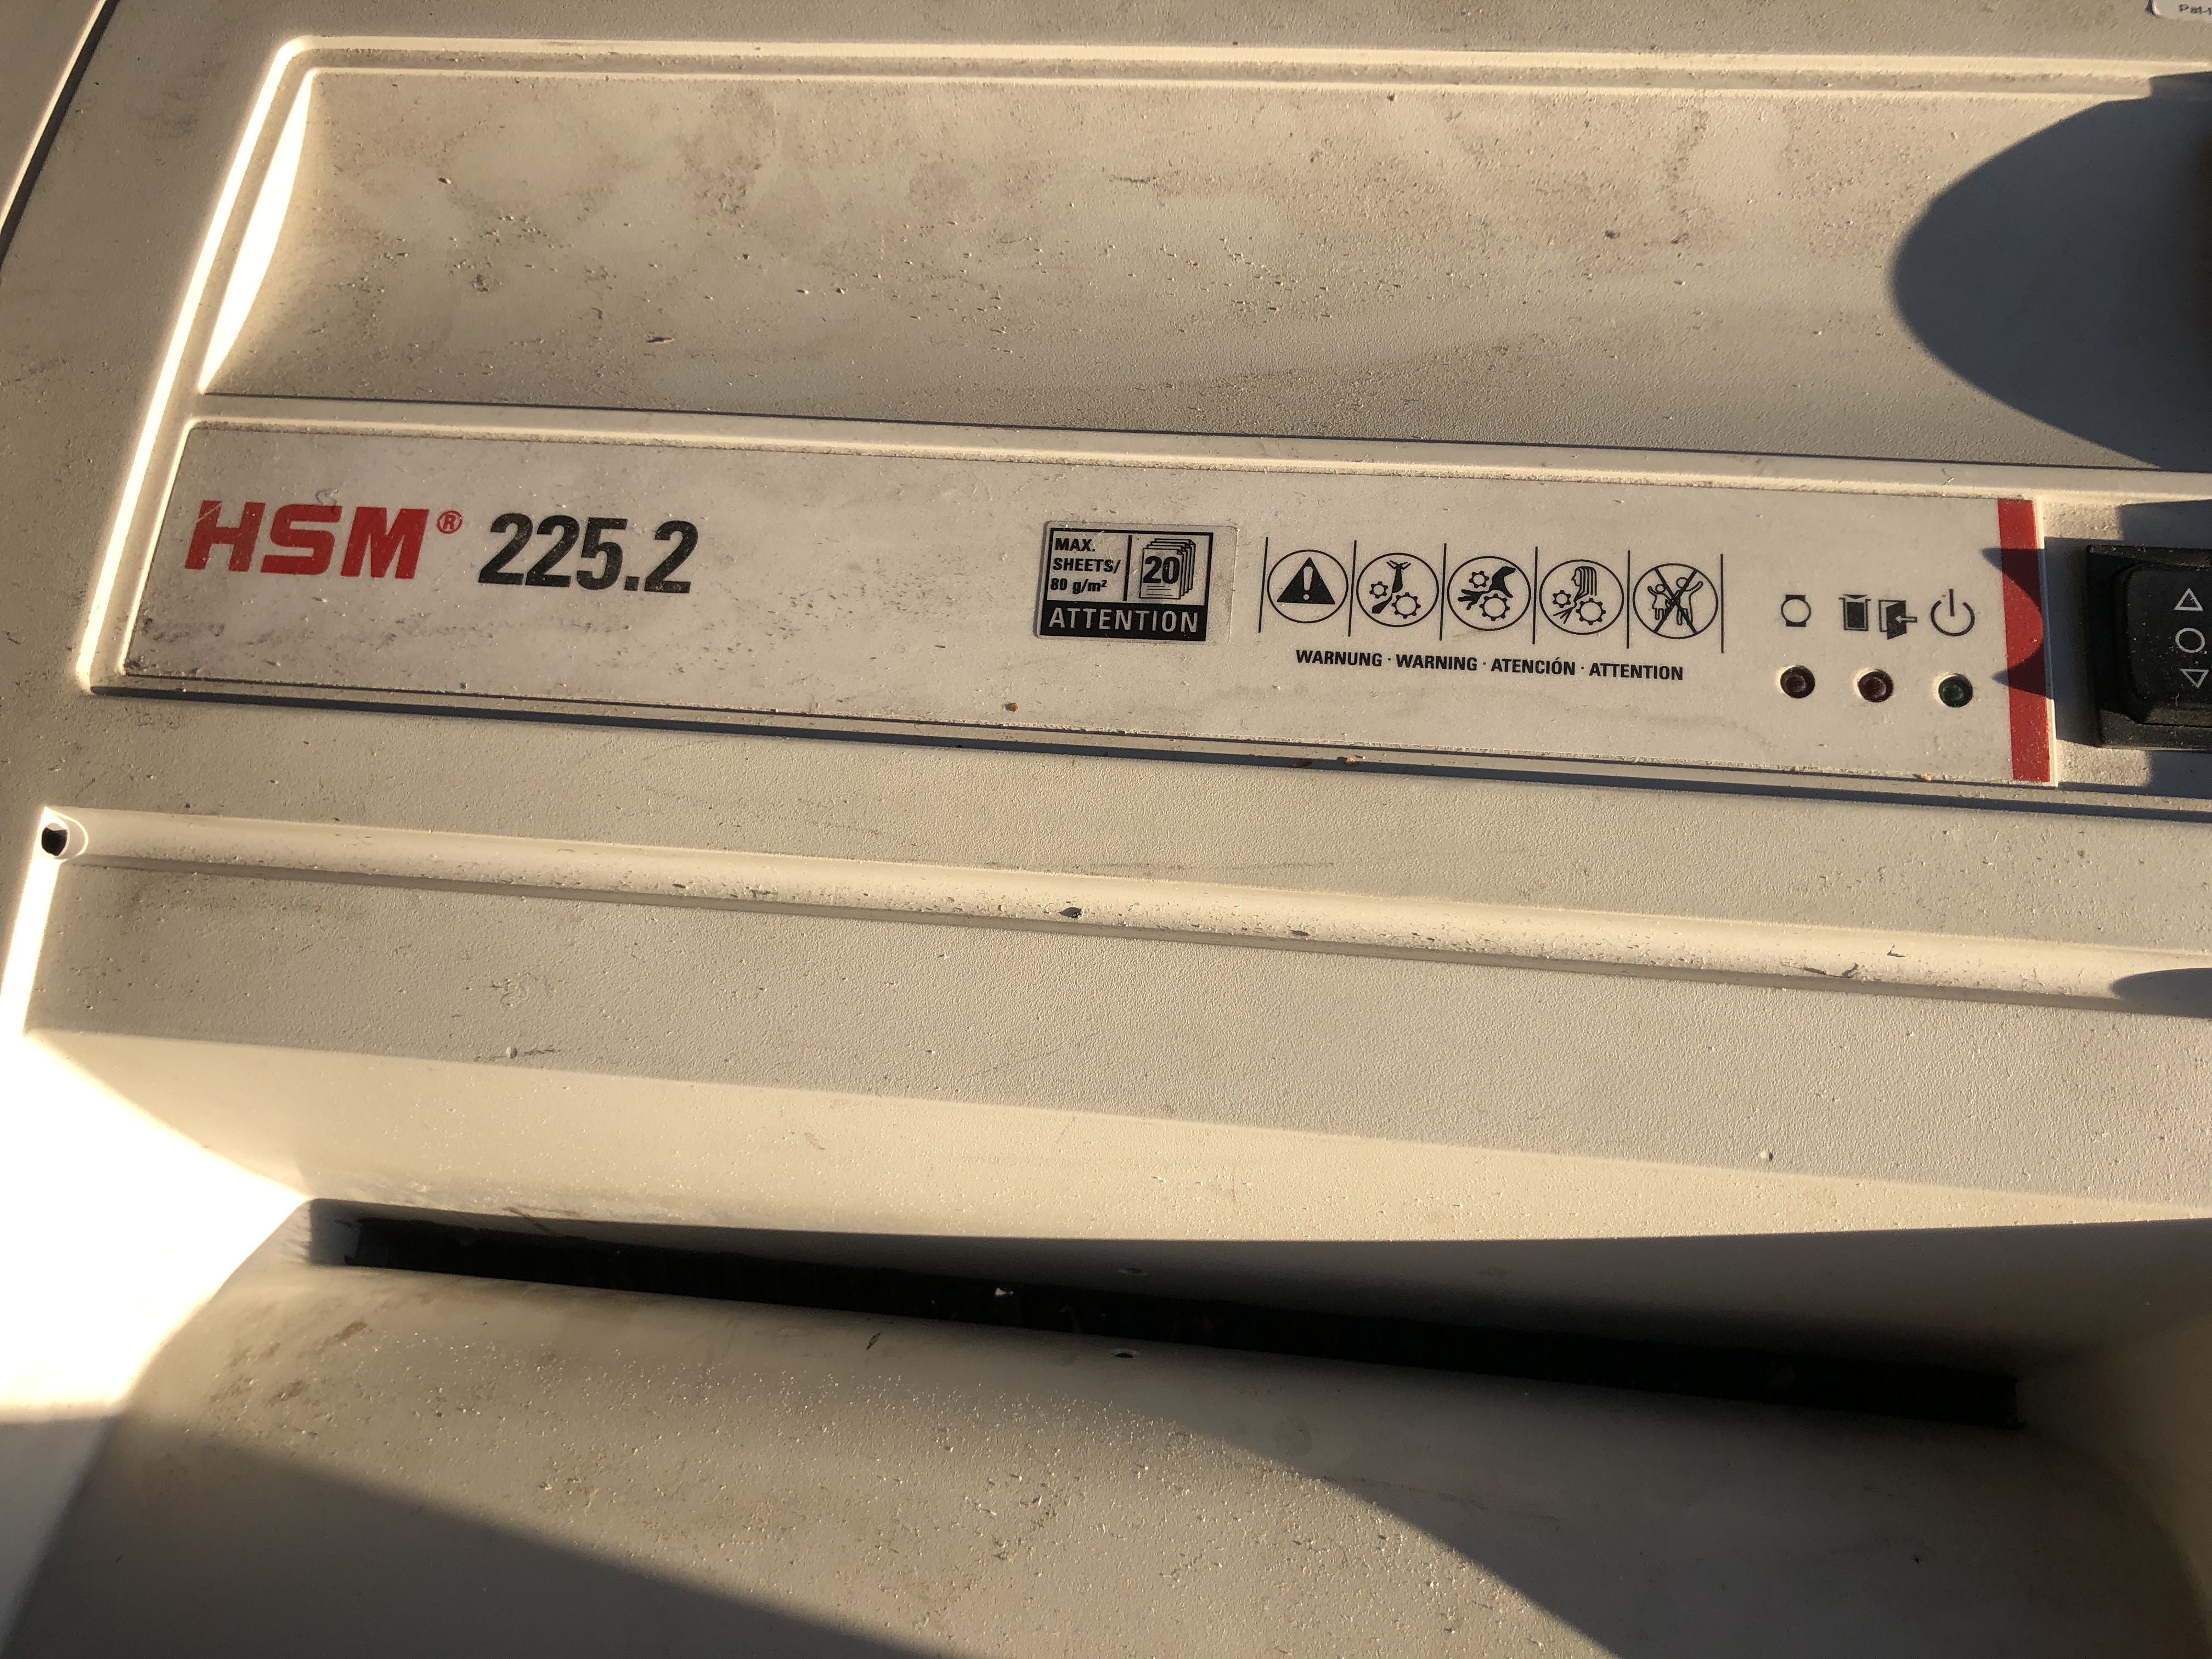 HSM® 225.2
MAX.
SHEETS/
80 g/m²
20
ATTENTION
WARNUNG · WARNING · ATENCIÓN · ATTENTION